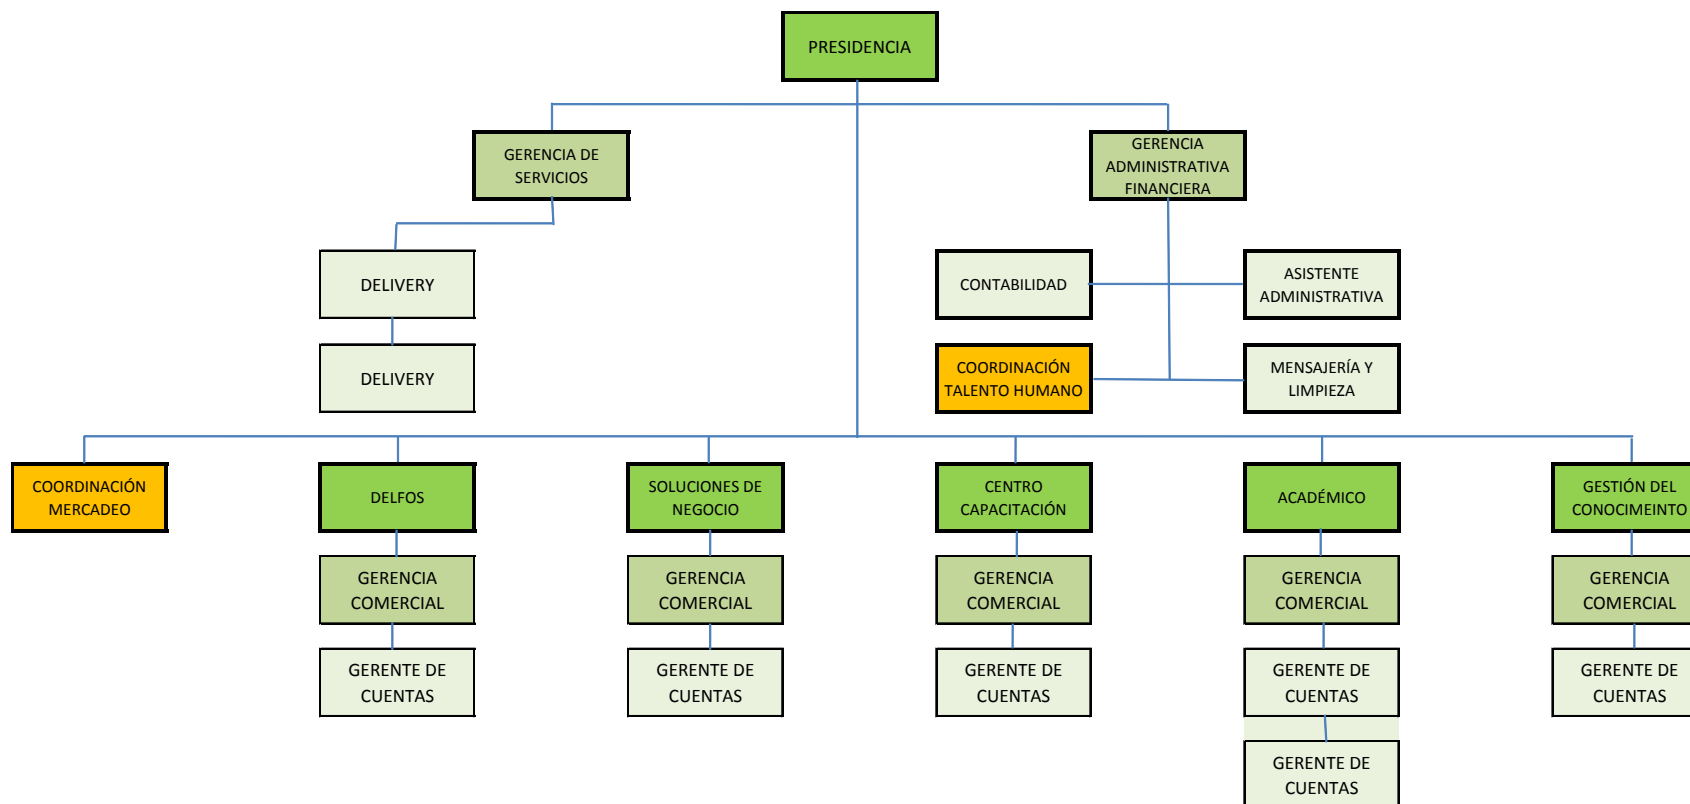 PRESIDENCIA
GERENCIA DE
SERVICIOS
GERENCIA
ADMINISTRATIVA
FINANCIERA
DELIVERY
CONTABILIDAD
ASISTENTE
ADMINISTRATIVA
DELIVERY
COORDINACIÓN
TALENTO HUMANO
MENSAJERÍA Y
LIMPIEZA
COORDINACIÓN
MERCADEO
DELFOS
SOLUCIONES DE
NEGOCIO
CENTRO
CAPACITACIÓN
ACADÉMICO
GESTIÓN DEL
CONOCIMEINTO
GERENCIA
COMERCIAL
GERENCIA
COMERCIAL
GERENCIA
COMERCIAL
GERENCIA
COMERCIAL
GERENCIA
COMERCIAL
GERENTE DE
CUENTAS
GERENTE DE
CUENTAS
GERENTE DE
CUENTAS
GERENTE DE
CUENTAS
GERENTE DE
CUENTAS
GERENTE DE
CUENTAS